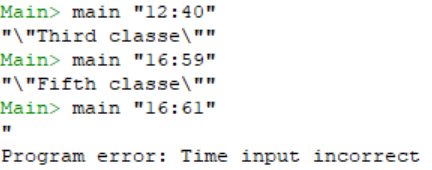 Main> main "12:40"
"\"Third classe\""
Main> main "16:59"
"\"Fifth classe\""
Main> main "16:61"
"
Program error: Time input incorrect